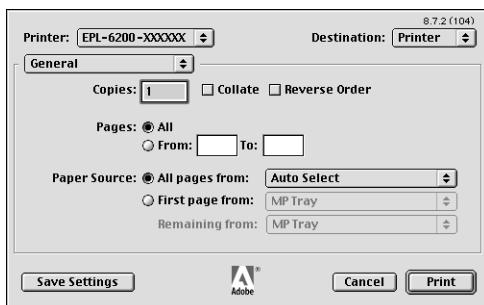 8.7.2 (104)
Printer: EPL-6200-XXXXXX Destination: Printer
General
Copies: 1 Collate Reverse Order
Pages: All
From: To:
Paper Source: All pages from: Auto Select
First page from: MP Tray
Remaining from: MP Tray
Save Settings Adobe® Cancel Print